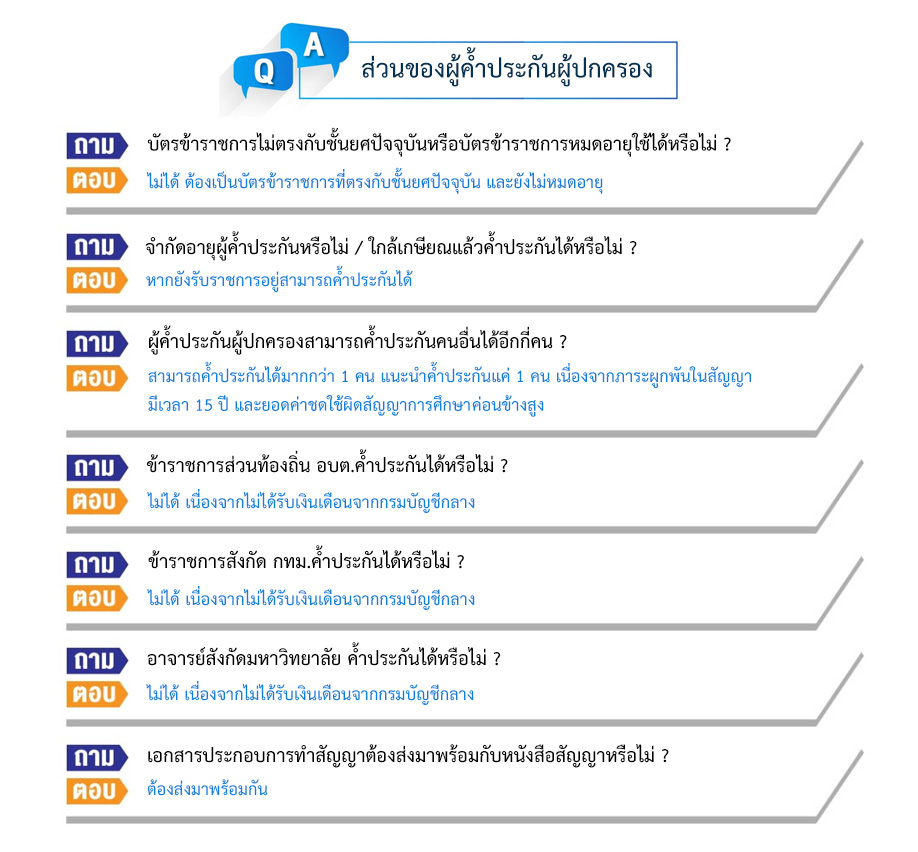 Q A
ส่วนของผู้ค้ำประกันผู้ปกครอง
ถาม บัตรข้าราชการไม่ตรงกับชั้นยศปัจจุบันหรือบัตรข้าราชการหมดอายุใช้ได้หรือไม่ ?
ตอบ ไม่ได้ ต้องเป็นบัตรข้าราชการที่ตรงกับชั้นยศปัจจุบัน และยังไม่หมดอายุ
ถาม จำกัดอายุผู้ค้ำประกันหรือไม่ / ใกล้เกษียณแล้วค้ำประกันได้หรือไม่ ?
ตอบ หากยังรับราชการอยู่สามารถค้ำประกันได้
ถาม ผู้ค้ำประกันผู้ปกครองสามารถค้ำประกันคนอื่นได้อีกกี่คน ?
ตอบ สามารถค้ำประกันได้มากกว่า 1 คน แนะนำค้ำประกันแค่ 1 คน เนื่องจากภาระผูกพันในสัญญา
มีเวลา 15 ปี และยอดค่าชดใช้ผิดสัญญาการศึกษาค่อนข้างสูง
ถาม ข้าราชการส่วนท้องถิ่น อบต.ค้ำประกันได้หรือไม่ ?
ตอบ ไม่ได้ เนื่องจากไม่ได้รับเงินเดือนจากกรมบัญชีกลาง
ถาม ข้าราชการสังกัด กทม.ค้ำประกันได้หรือไม่ ?
ตอบ ไม่ได้ เนื่องจากไม่ได้รับเงินเดือนจากกรมบัญชีกลาง
ถาม อาจารย์สังกัดมหาวิทยาลัย ค้ำประกันได้หรือไม่ ?
ตอบ ไม่ได้ เนื่องจากไม่ได้รับเงินเดือนจากกรมบัญชีกลาง
ถาม เอกสารประกอบการทำสัญญาต้องส่งมาพร้อมกับหนังสือสัญญาหรือไม่ ?
ตอบ ต้องส่งมาพร้อมกัน